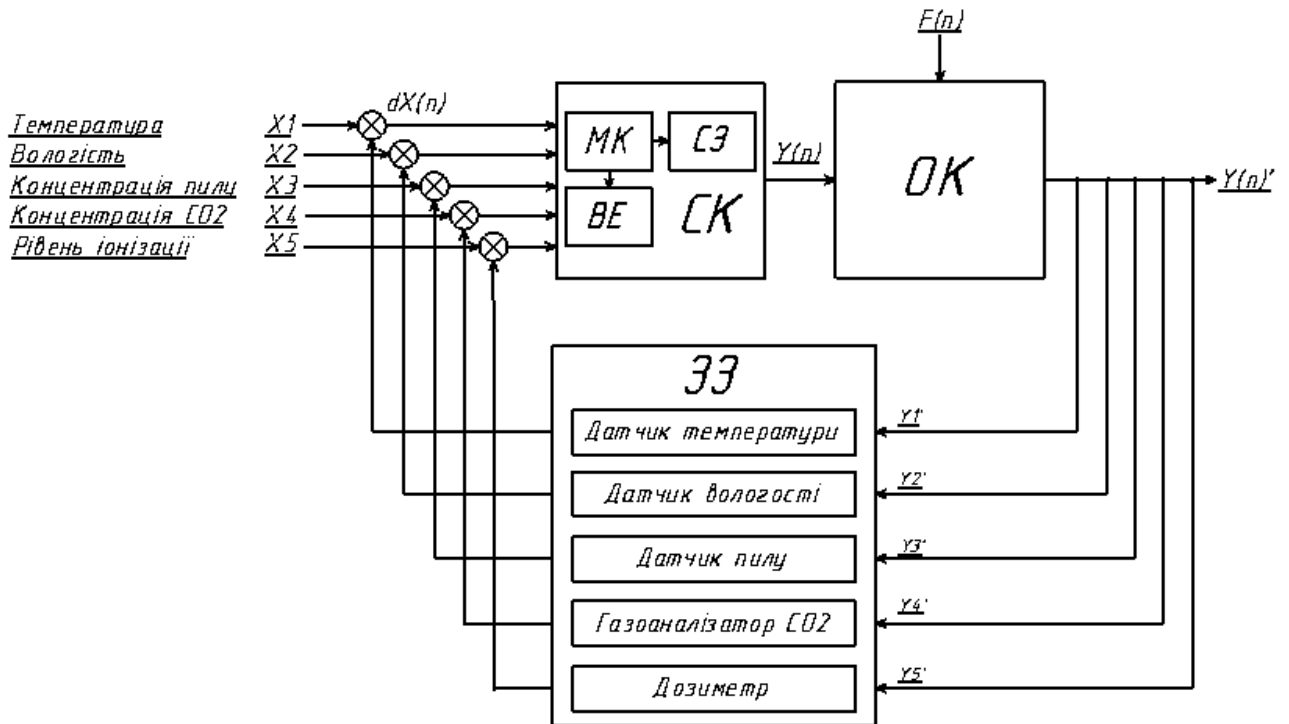 F(n)
dX(n)
Температура X1
Вологість X2
Концентрація пилу X3
Концентрація CO2 X4
Рівень іонізації X5
МК СЗ
ВЕ СК
Y(n)
ОК
Y(n)'
ЗЗ
Датчик температури Y1'
Датчик вологості Y2'
Датчик пилу Y3'
Газоаналізатор CO2 Y4'
Дозиметр Y5'